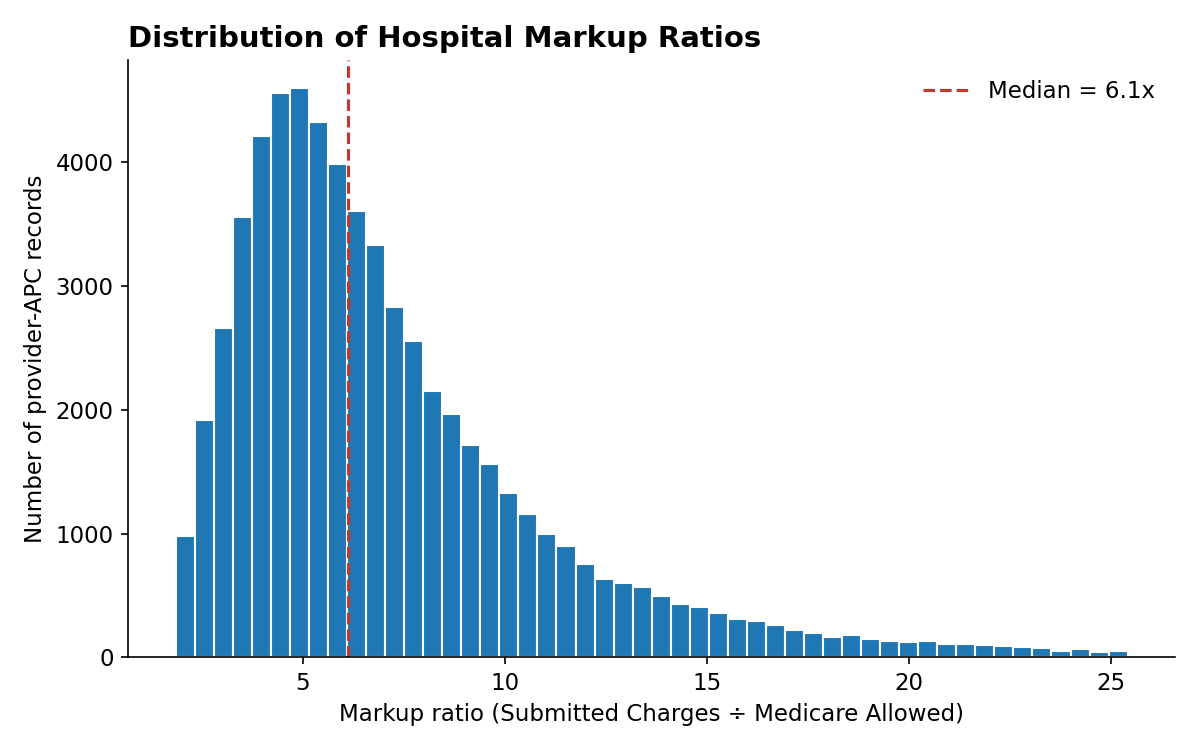 Distribution of Hospital Markup Ratios
Median = 6.1x
Number of provider-APC records
4000
3000
2000
1000
0
5 10 15 20 25
Markup ratio (Submitted Charges ÷ Medicare Allowed)